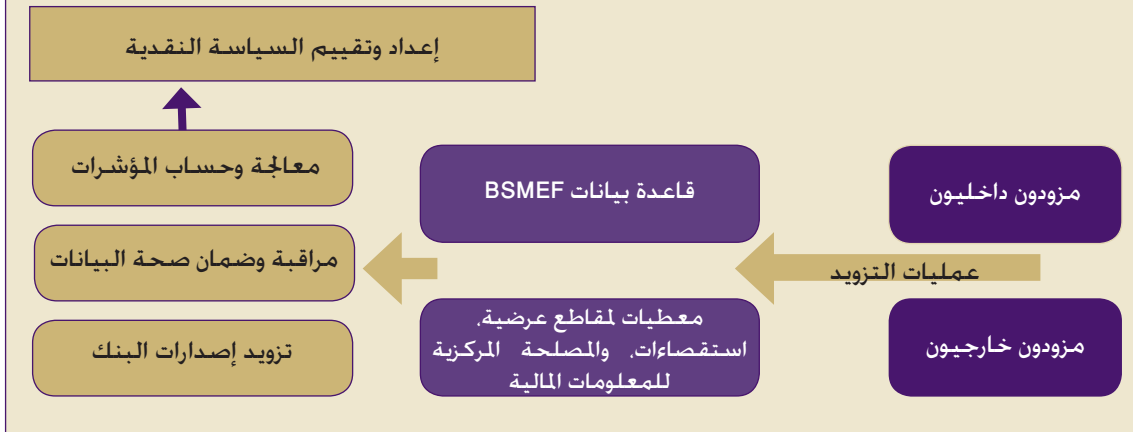 إعداد وتقييم السياسة النقدية
مزودون داخليون
مزودون خارجيون
عمليات التزويد
قاعدة بيانات BSMEF
معطيات لمقاطع عرضية،
استقصاءات، والمصلحة المركزية
للمعلومات المالية
معالجة وحساب المؤشرات
مراقبة وضمان صحة البيانات
تزويد إصدارات البنك